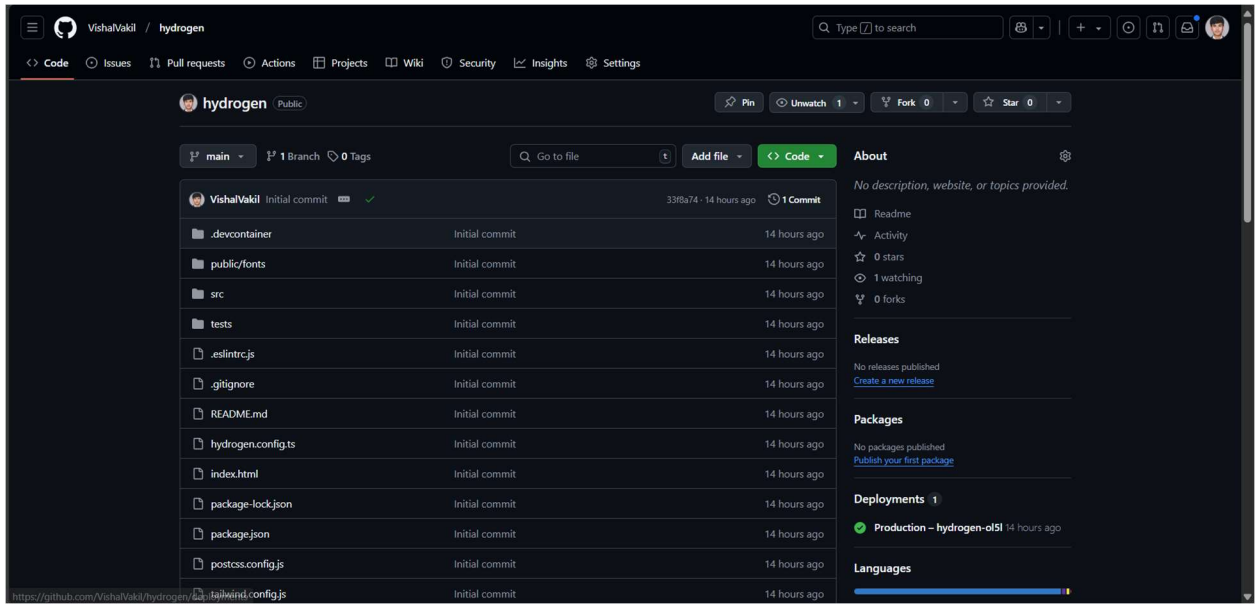 VishalVakil / hydrogen
Type / to search
Code Issues Pull requests Actions Projects Wiki Security Insights Settings
hydrogen Public
Pin Unwatch 1 Fork 0 Star 0
main 1 Branch 0 Tags
Go to file t Add file Code
VishalVakil Initial commit 33f8a74 · 14 hours ago 1 Commit
.devcontainer Initial commit 14 hours ago
public/fonts Initial commit 14 hours ago
src Initial commit 14 hours ago
tests Initial commit 14 hours ago
.eslintrc.js Initial commit 14 hours ago
.gitignore Initial commit 14 hours ago
README.md Initial commit 14 hours ago
hydrogen.config.ts Initial commit 14 hours ago
index.html Initial commit 14 hours ago
package-lock.json Initial commit 14 hours ago
package.json Initial commit 14 hours ago
postcss.config.js Initial commit 14 hours ago
tailwind.config.js Initial commit 14 hours ago
About
No description, website, or topics provided.
Readme
Activity
0 stars
1 watching
0 forks
Releases
No releases published
Create a new release
Packages
No packages published
Publish your first package
Deployments 1
Production – hydrogen-ol5l 14 hours ago
Languages
https://github.com/VishalVakil/hydrogen/deployments